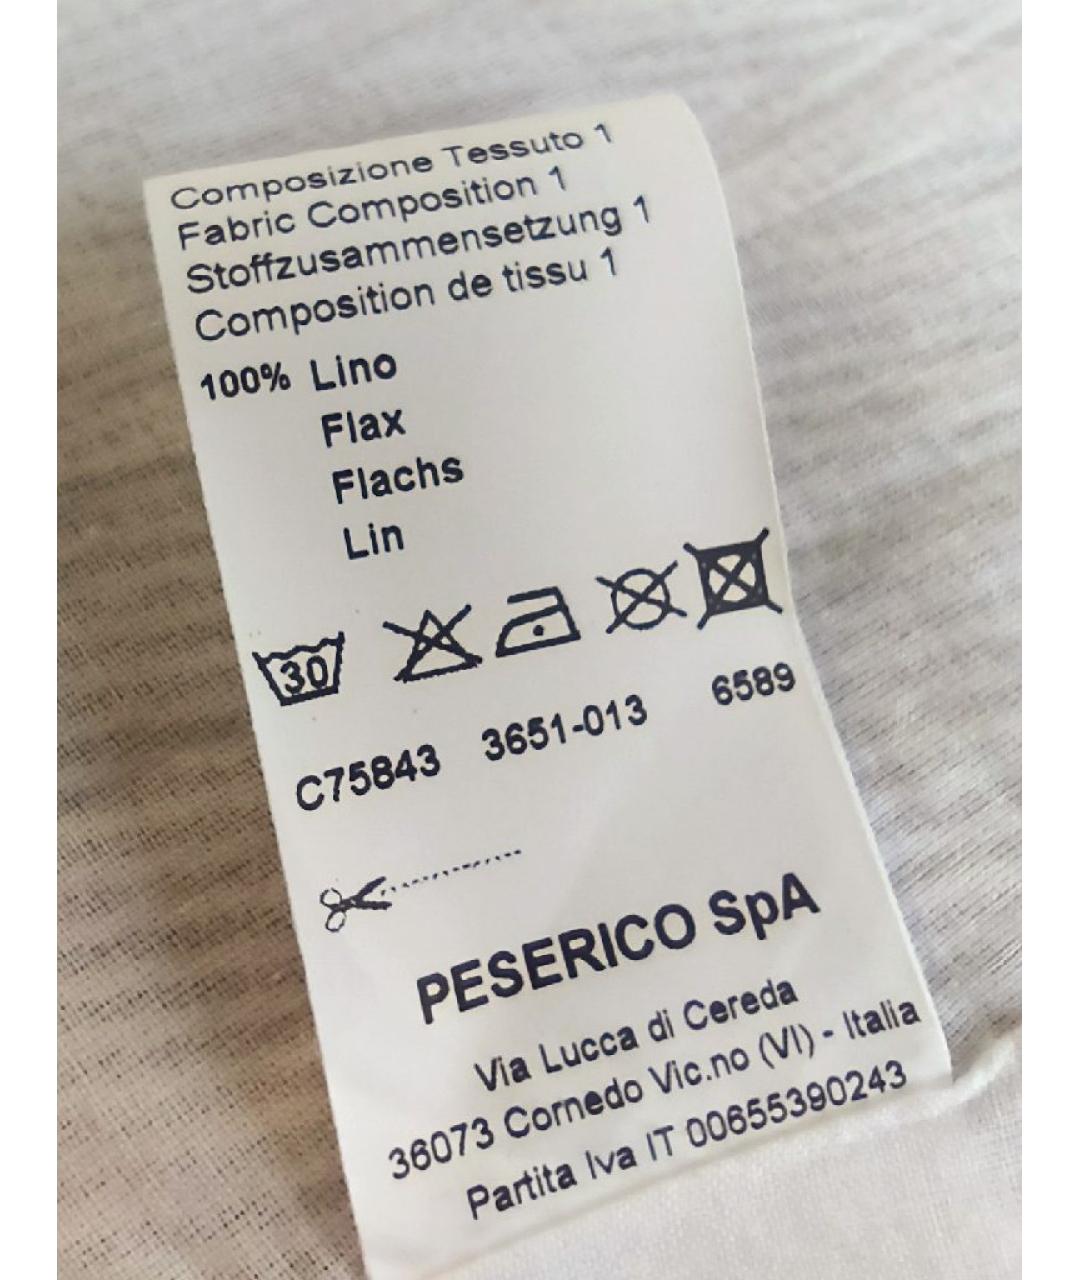 Composizione Tessuto 1
Fabric Composition 1
Stoffzusammensetzung 1
Composition de tissu 1
100% Lino
Flax
Flachs
Lin
30
C75843 3651-013 6589
PESERICO SpA
Via Lucca di Cereda
36073 Cornedo Vic.no (VI) - Italia
Partita Iva IT 00655390243